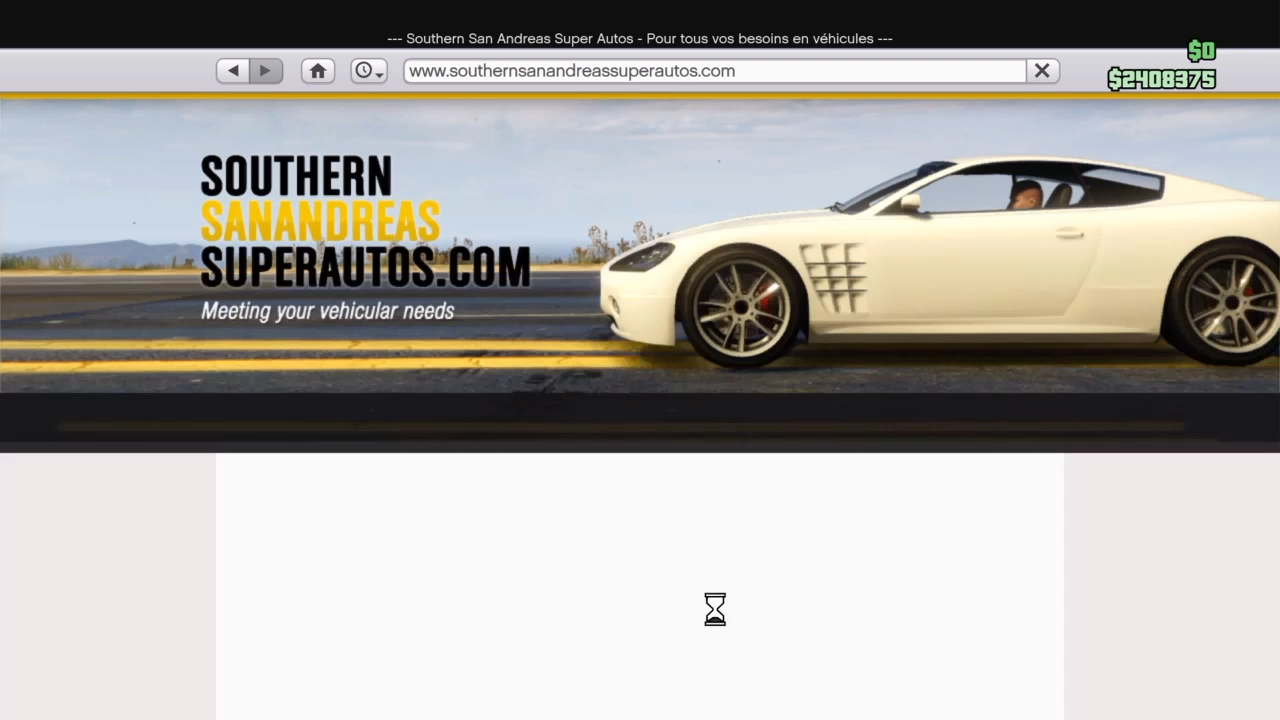 --- Southern San Andreas Super Autos - Pour tous vos besoins en véhicules ---
www.southernsanandreassuperautos.com
$0
$2408375
SOUTHERN
SANANDREAS
SUPERAUTOS.COM
Meeting your vehicular needs